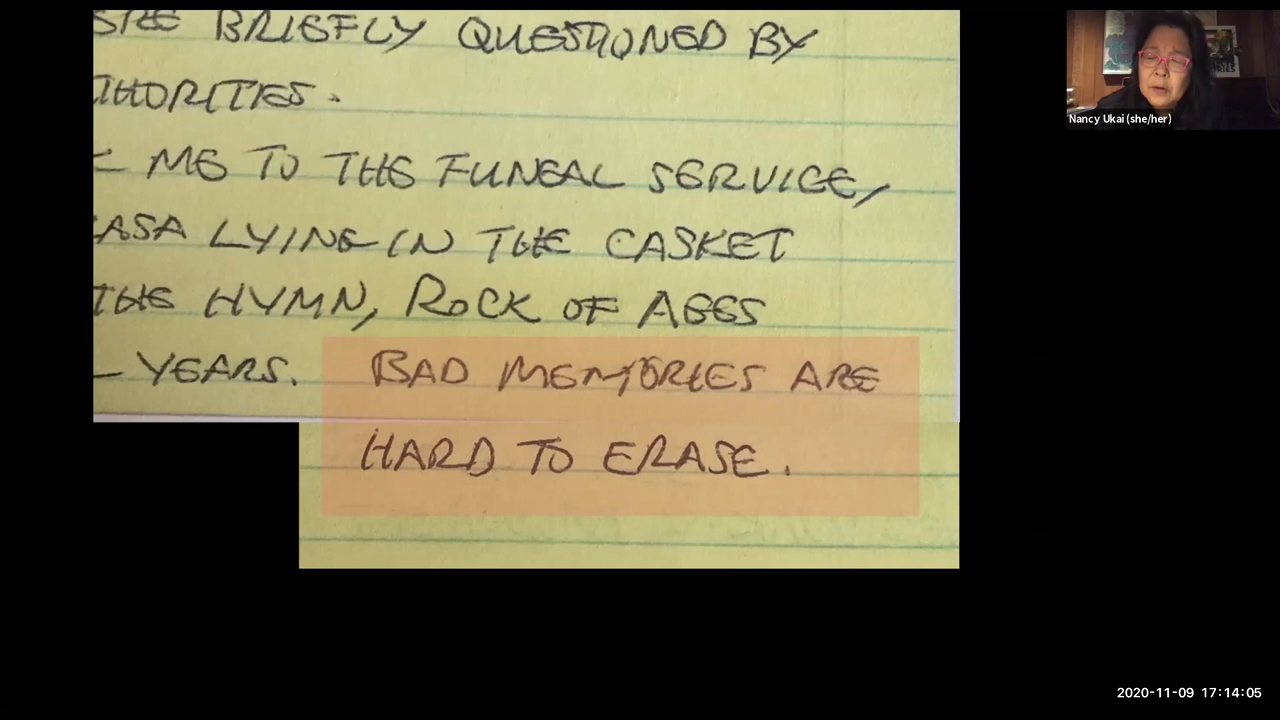 BRIEFLY QUESTIONED BY
THORITIES.
ME TO THE FUNEAL SERVICE,
ASA LYING IN THE CASKET
THE HYMN, ROCK OF AGES
YEARS. BAD MEMORIES ARE
HARD TO ERASE.
Nancy Ukai (she/her)
2020-11-09 17:14:05